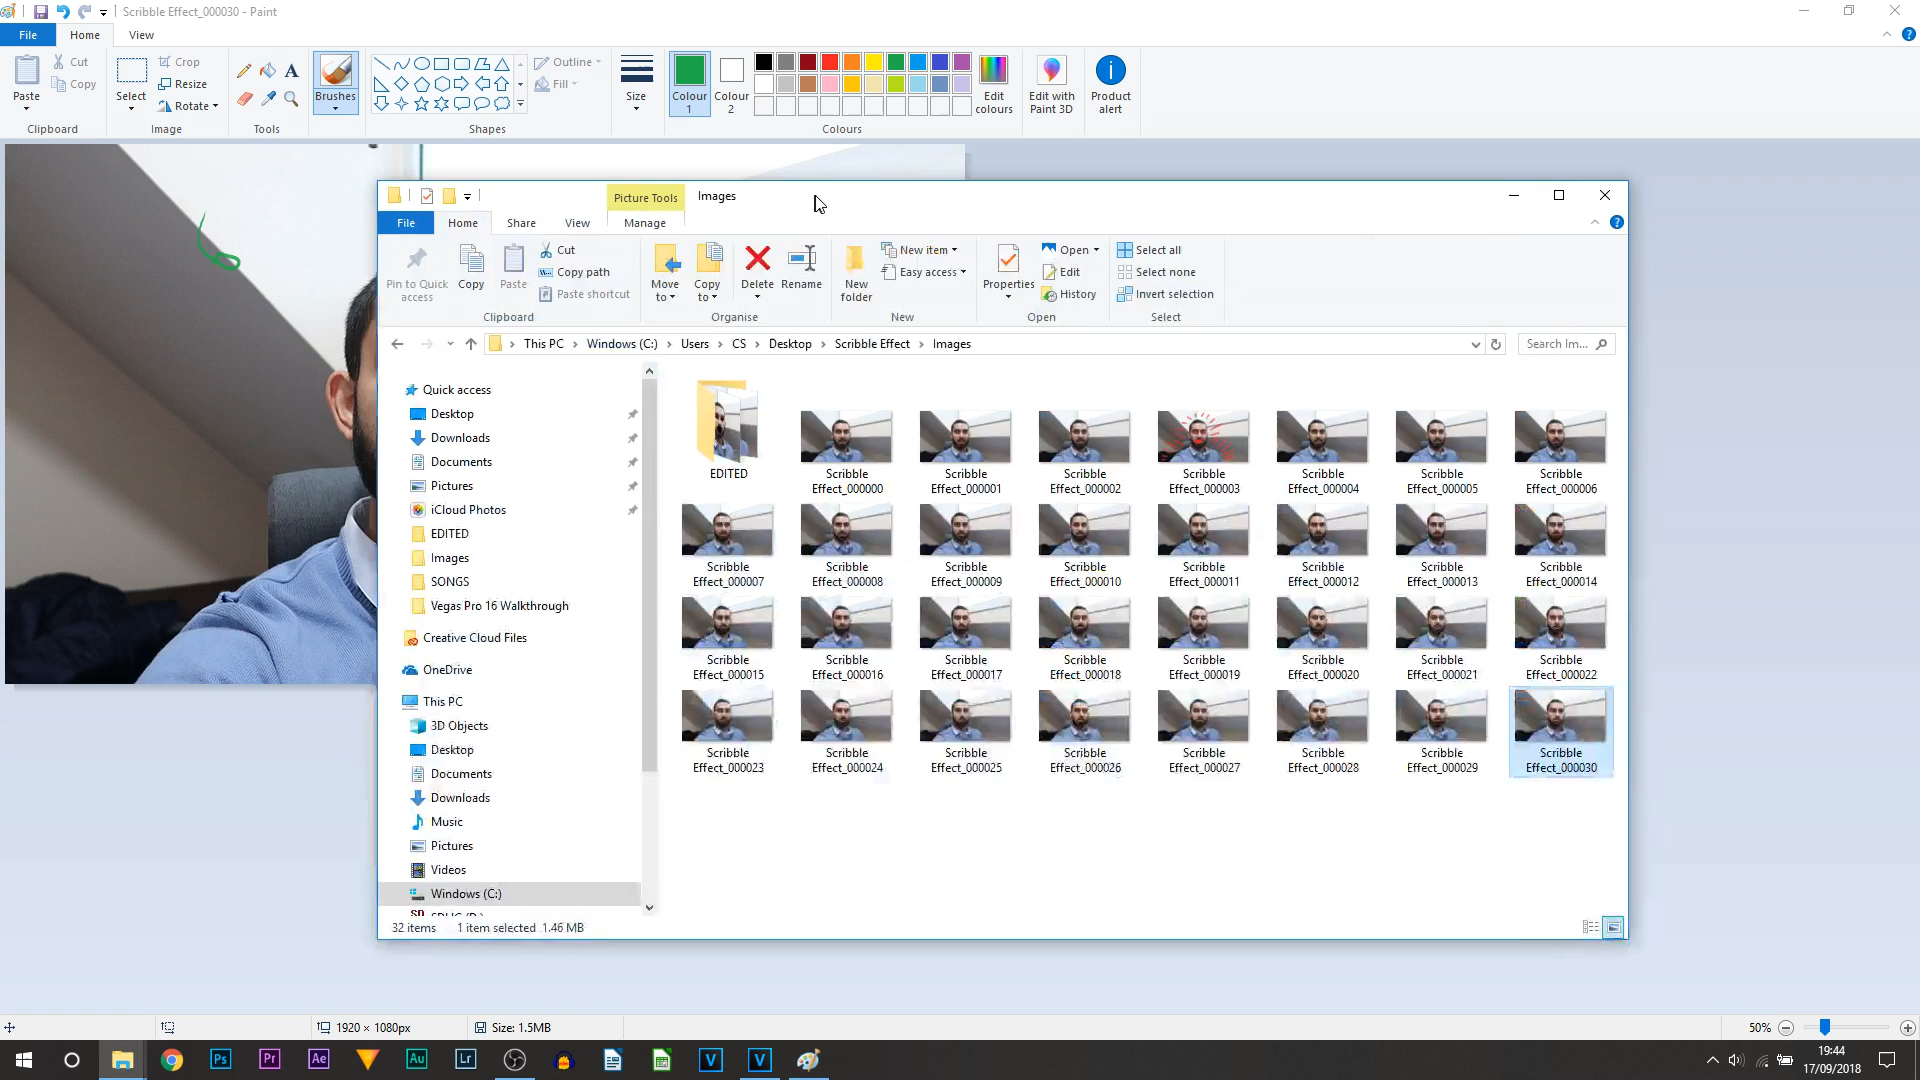 Scribble Effect_000030 - Paint
File Home View
Paste
Cut
Copy
Clipboard
Select
Crop
Resize
Rotate
Image
A
Tools
Brushes
Shapes
Outline
Fill
Size
Colour 1
Colour 2
Edit colours
Colours
Edit with Paint 3D
Product alert
Picture Tools Images
File Home Share View Manage
Pin to Quick access
Copy
Paste
Cut
Copy path
Paste shortcut
Clipboard
Move to
Copy to
Delete
Rename
Organise
New folder
New item
Easy access
New
Properties
Open
Edit
History
Open
Select all
Select none
Invert selection
Select
This PC Windows (C:) Users CS Desktop Scribble Effect Images
Search Im...
Quick access
Desktop
Downloads
Documents
Pictures
iCloud Photos
EDITED
Images
SONGS
Vegas Pro 16 Walkthrough
Creative Cloud Files
OneDrive
This PC
3D Objects
Desktop
Documents
Downloads
Music
Pictures
Videos
Windows (C:)
EDITED
Scribble Effect_000000
Scribble Effect_000001
Scribble Effect_000002
Scribble Effect_000003
Scribble Effect_000004
Scribble Effect_000005
Scribble Effect_000006
Scribble Effect_000007
Scribble Effect_000008
Scribble Effect_000009
Scribble Effect_000010
Scribble Effect_000011
Scribble Effect_000012
Scribble Effect_000013
Scribble Effect_000014
Scribble Effect_000015
Scribble Effect_000016
Scribble Effect_000017
Scribble Effect_000018
Scribble Effect_000019
Scribble Effect_000020
Scribble Effect_000021
Scribble Effect_000022
Scribble Effect_000023
Scribble Effect_000024
Scribble Effect_000025
Scribble Effect_000026
Scribble Effect_000027
Scribble Effect_000028
Scribble Effect_000029
Scribble Effect_000030
32 items 1 item selected 1.46 MB
1920 × 1080px
Size: 1.5MB
50%
Ps Pr Ae Au Lr V V
19:44
17/09/2018